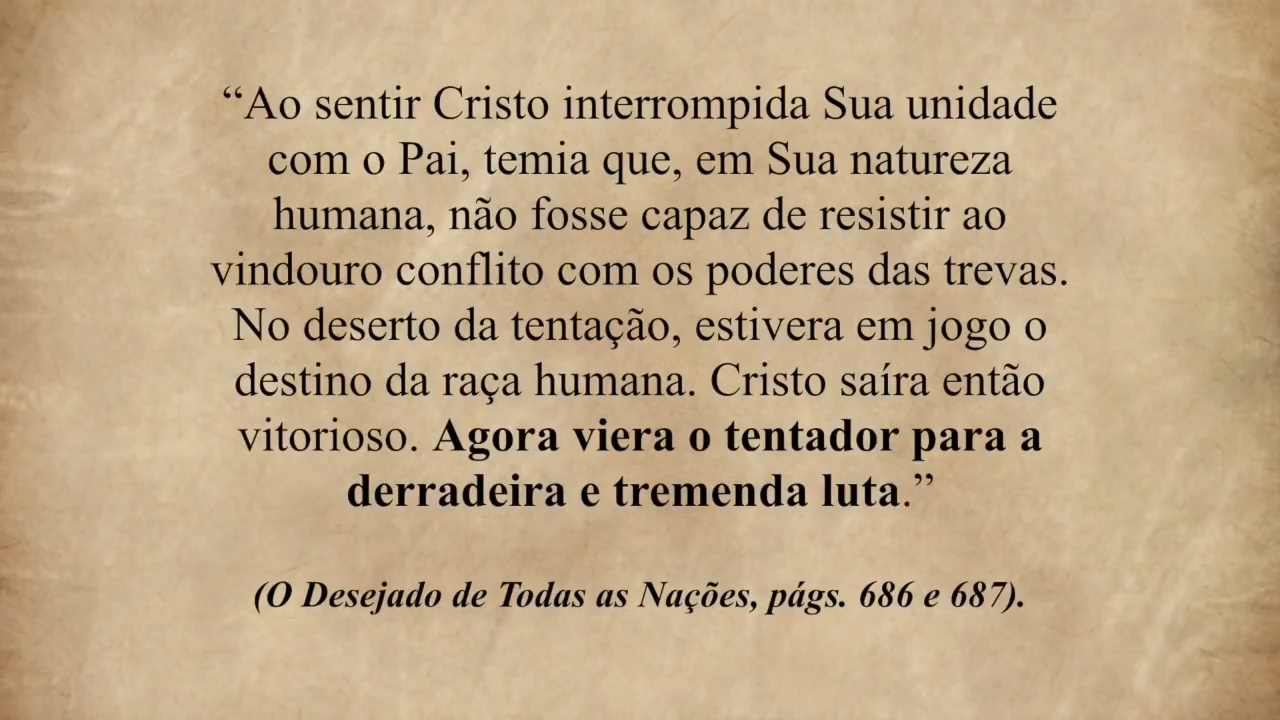 “Ao sentir Cristo interrompida Sua unidade
com o Pai, temia que, em Sua natureza
humana, não fosse capaz de resistir ao
vindouro conflito com os poderes das trevas.
No deserto da tentação, estivera em jogo o
destino da raça humana. Cristo saíra então
vitorioso. Agora viera o tentador para a
derradeira e tremenda luta.”
(O Desejado de Todas as Nações, págs. 686 e 687).